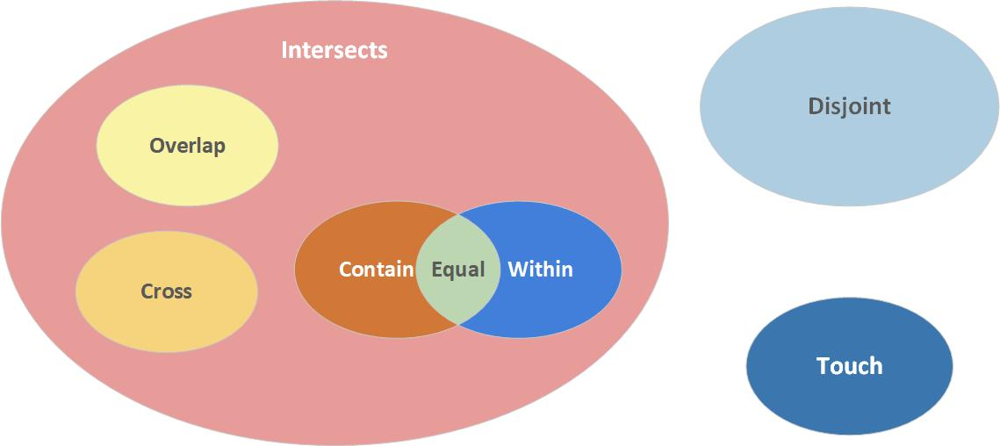 Intersects
Disjoint
Overlap
Contain
Equal
Within
Cross
Touch